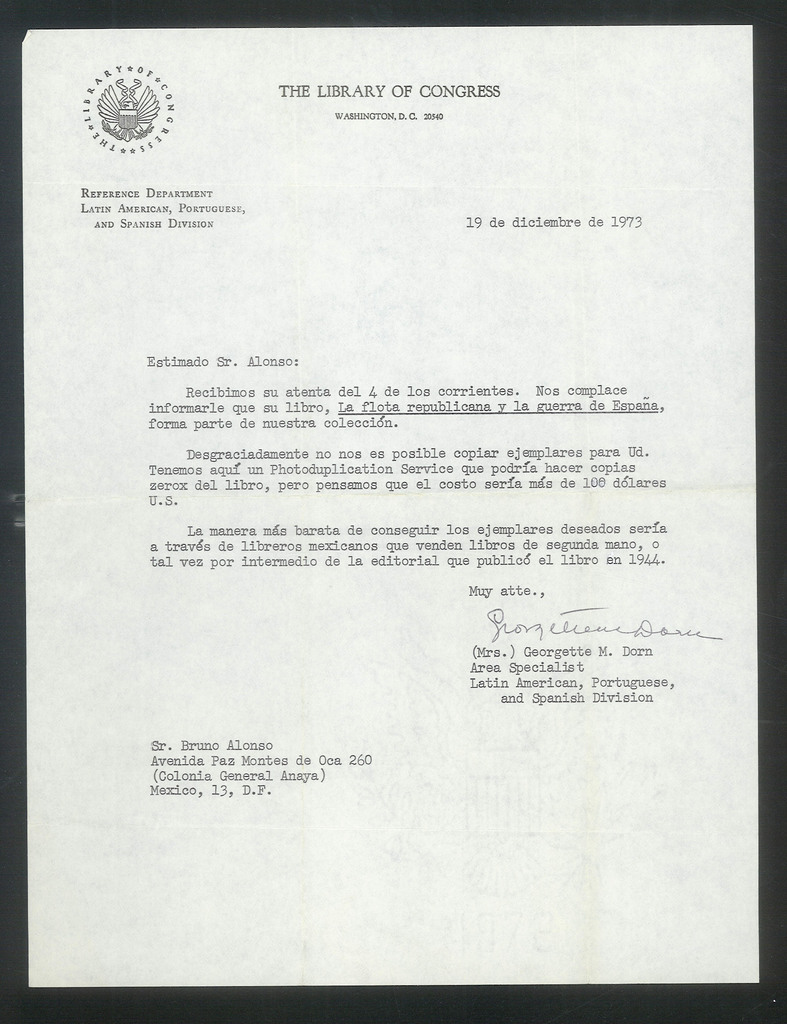 THE LIBRARY OF CONGRESS
THE LIBRARY OF CONGRESS
WASHINGTON, D. C. 20540
REFERENCE DEPARTMENT
LATIN AMERICAN, PORTUGUESE,
AND SPANISH DIVISION
19 de diciembre de 1973
Estimado Sr. Alonso:
Recibimos su atenta del 4 de los corrientes. Nos complace
informarle que su libro, La flota republicana y la guerra de España,
forma parte de nuestra colección.
Desgraciadamente no nos es posible copiar ejemplares para Ud.
Tenemos aquí un Photoduplication Service que podría hacer copias
zerox del libro, pero pensamos que el costo sería más de 100 dólares
U.S.
La manera más barata de conseguir los ejemplares deseados sería
a través de libreros mexicanos que venden libros de segunda mano, o
tal vez por intermedio de la editorial que publicó el libro en 1944.
Muy atte.,
Georgette M Dorn
(Mrs.) Georgette M. Dorn
Area Specialist
Latin American, Portuguese,
and Spanish Division
Sr. Bruno Alonso
Avenida Paz Montes de Oca 260
(Colonia General Anaya)
Mexico, 13, D.F.